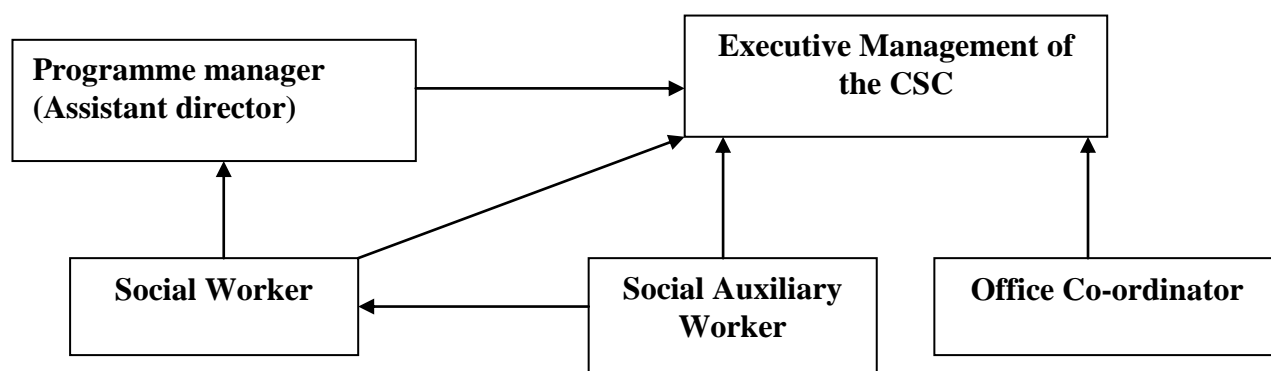 Programme manager
(Assistant director)
Executive Management of
the CSC
Social Worker
Social Auxiliary
Worker
Office Co-ordinator